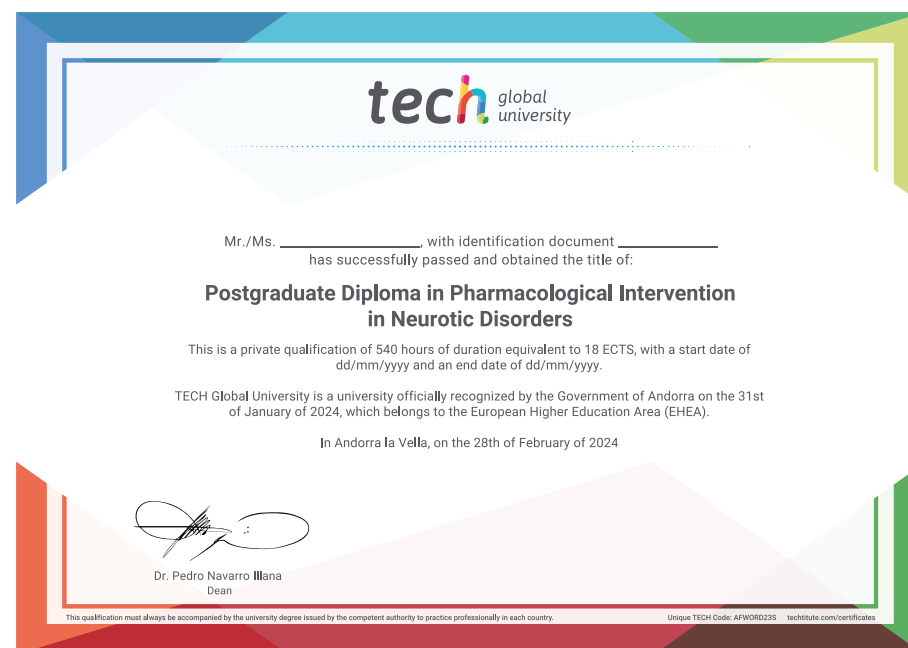 tech global university
Mr./Ms. ____________________, with identification document ______________
has successfully passed and obtained the title of:
Postgraduate Diploma in Pharmacological Intervention
in Neurotic Disorders
This is a private qualification of 540 hours of duration equivalent to 18 ECTS, with a start date of
dd/mm/yyyy and an end date of dd/mm/yyyy.
TECH Global University is a university officially recognized by the Government of Andorra on the 31st
of January of 2024, which belongs to the European Higher Education Area (EHEA).
In Andorra la Vella, on the 28th of February of 2024
Dr. Pedro Navarro Illana
Dean
This qualification must always be accompanied by the university degree issued by the competent authority to practice professionally in each country.
Unique TECH Code: AFWORD23S techtitute.com/certificates